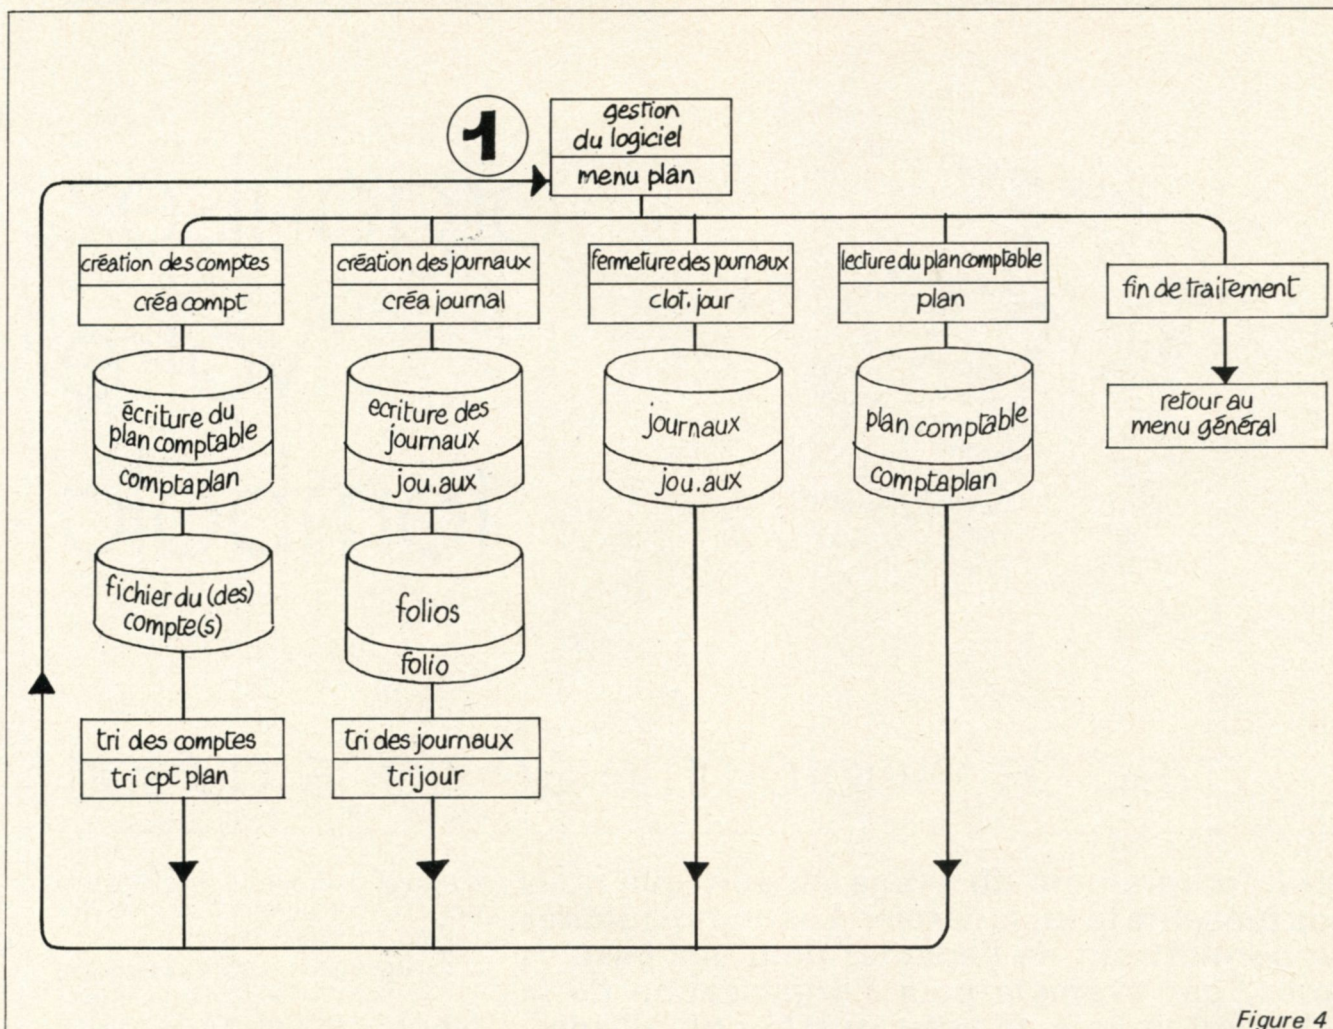 1
gestion
du logiciel
menu plan
création des comptes
créa compt
écriture du
plan comptable
comptaplan
fichier du (des)
compte(s)
tri des comptes
tri cpt plan
création des journaux
créa journal
ecriture des
journaux
jou.aux
folios
folio
tri des journaux
trijour
fermeture des journaux
clot. jour
journaux
jou.aux
lecture du plan comptable
plan
plan comptable
comptaplan
fin de traitement
retour au
menu général
Figure 4